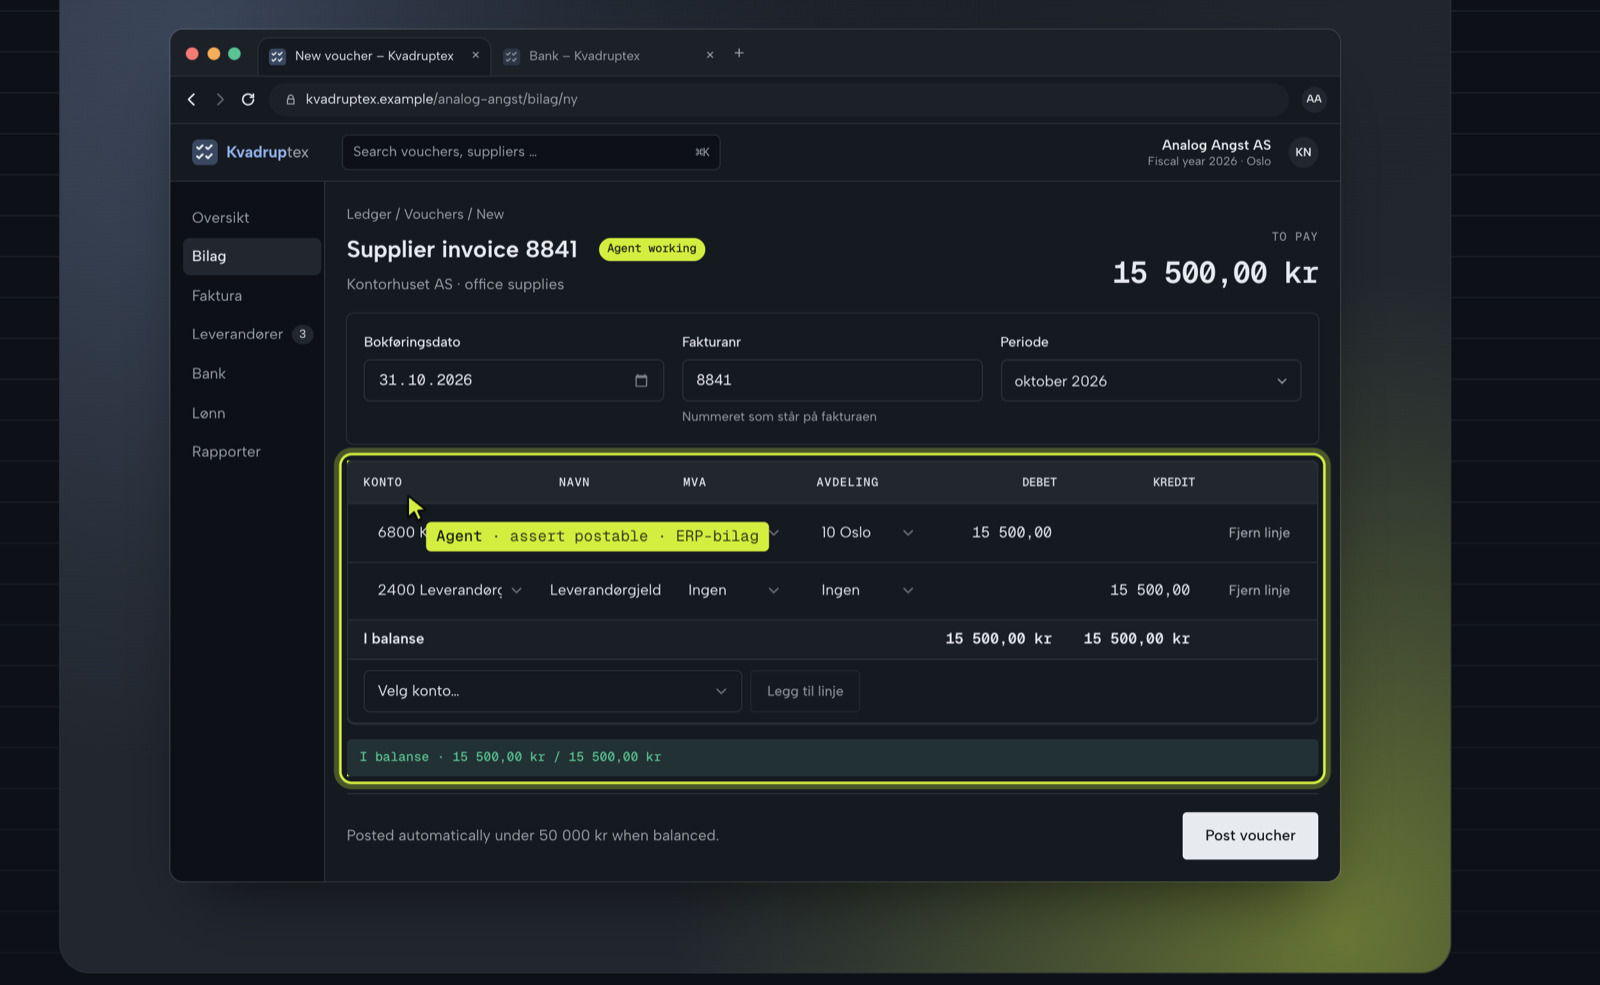 New voucher – Kvadruptex
Bank – Kvadruptex
kvadruptex.example/analog-angst/bilag/ny
AA
Kvadruptex
Search vouchers, suppliers …
⌘K
Analog Angst AS
Fiscal year 2026 · Oslo
KN
Oversikt
Bilag
Faktura
Leverandører 3
Bank
Lønn
Rapporter
Ledger / Vouchers / New
Supplier invoice 8841
Agent working
Kontorhuset AS · office supplies
TO PAY
15 500,00 kr
Bokføringsdato
31.10.2026
Fakturanr
8841
Nummeret som står på fakturaen
Periode
oktober 2026
KONTO NAVN MVA AVDELING DEBET KREDIT
6800 10 Oslo 15 500,00 Fjern linje
Agent · assert postable · ERP-bilag
2400 Leverandørg Leverandørgjeld Ingen Ingen 15 500,00 Fjern linje
I balanse 15 500,00 kr 15 500,00 kr
Velg konto… Legg til linje
I balanse · 15 500,00 kr / 15 500,00 kr
Posted automatically under 50 000 kr when balanced.
Post voucher